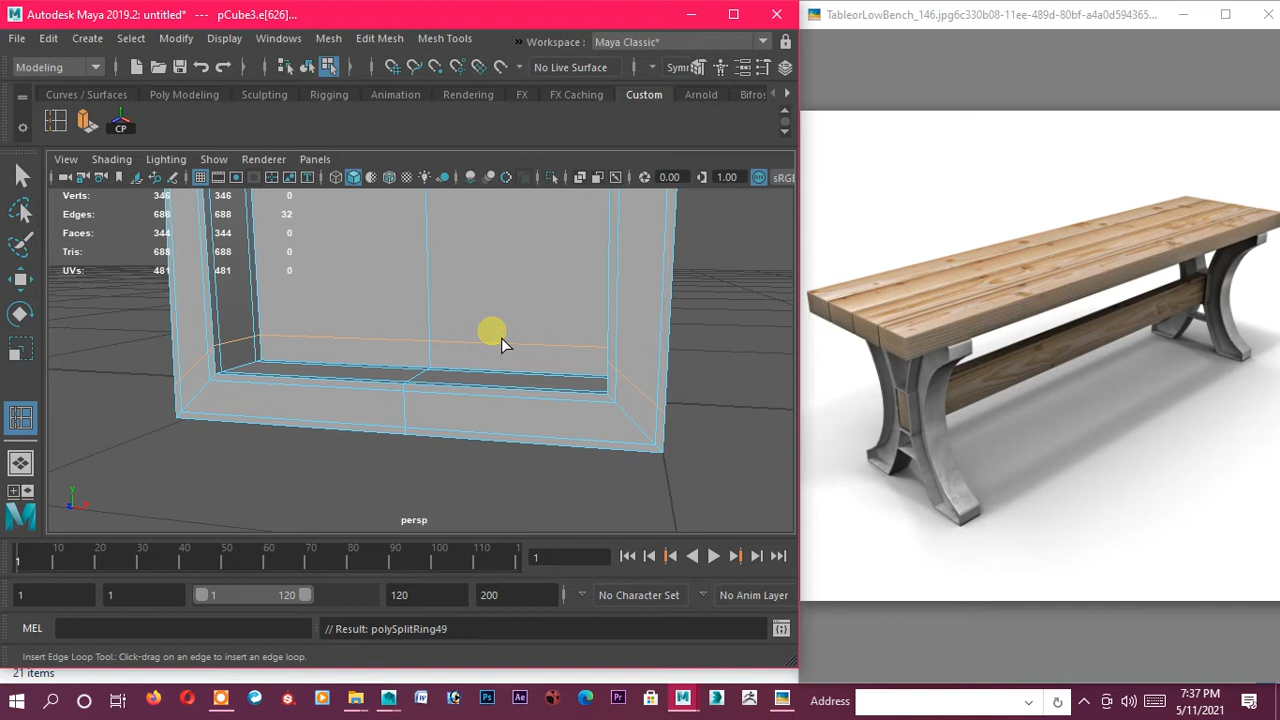 Autodesk Maya 2019.2: untitled* --- pCube3.e[626]...
TableorLowBench_146.jpg6c330b08-11ee-489d-80bf-a4a0d594365...
File Edit Create Select Modify Display Windows Mesh Edit Mesh Mesh Tools » Workspace: Maya Classic*
Modeling No Live Surface Symn
Curves / Surfaces Poly Modeling Sculpting Rigging Animation Rendering FX FX Caching Custom Arnold Bifros
CP
View Shading Lighting Show Renderer Panels
0.00 1.00 sRGB
Verts: 346 346 0
Edges: 688 688 32
Faces: 344 344 0
Tris: 688 688 0
UVs: 481 481 0
y
z x
persp
1 10 20 30 40 50 60 70 80 90 100 110 1 1
1 1 1 120 120 200 No Character Set No Anim Layer
MEL // Result: polySplitRing49
Insert Edge Loop Tool: Click-drag on an edge to insert an edge loop.
21 items
Address
7:37 PM
5/11/2021